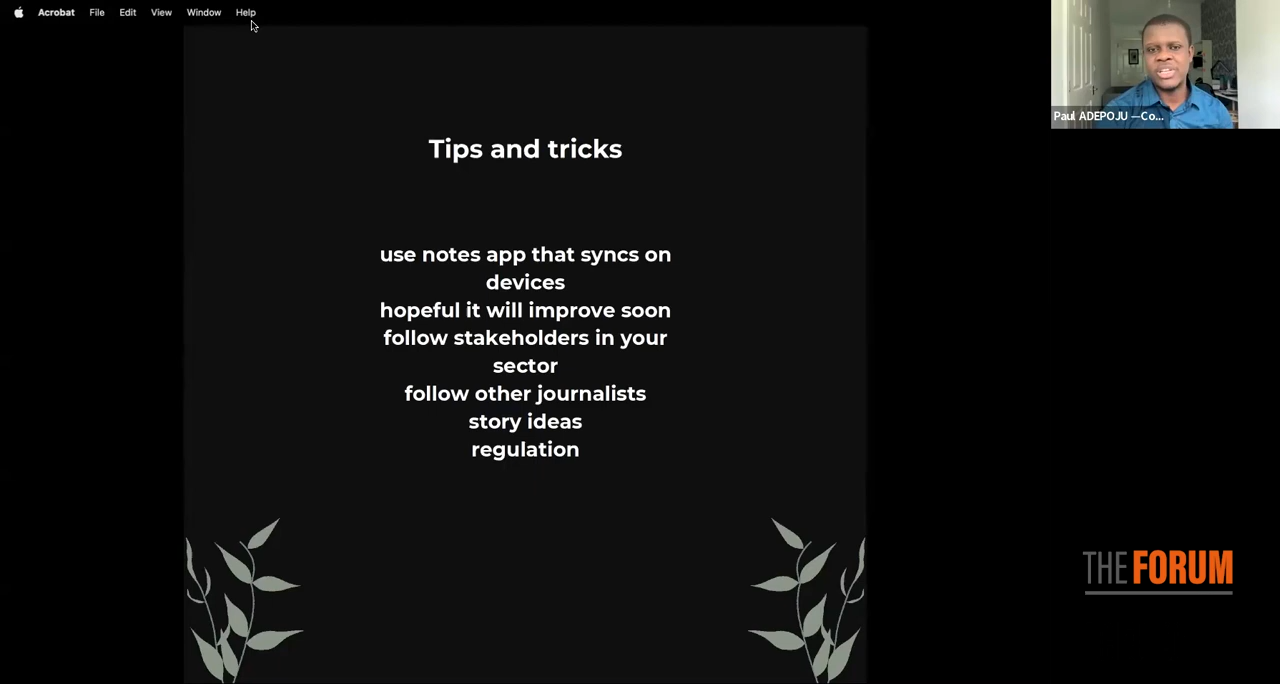 Acrobat File Edit View Window Help
Paul ADEPOJU —Co...
Tips and tricks
use notes app that syncs on
devices
hopeful it will improve soon
follow stakeholders in your
sector
follow other journalists
story ideas
regulation
THE FORUM